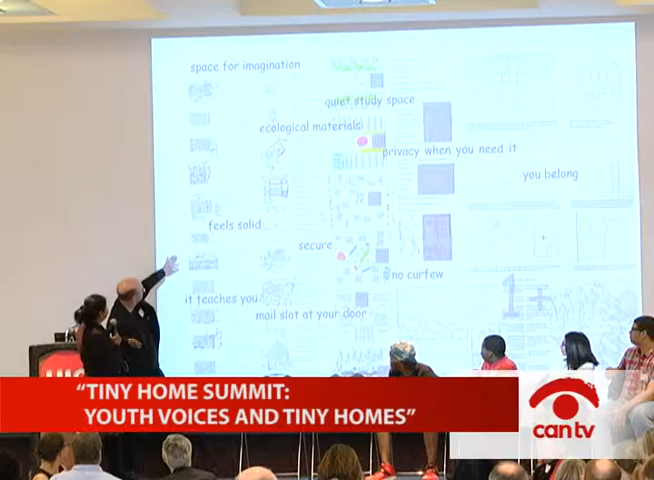 space for imagination
quiet study space
ecological materials
privacy when you need it
you belong
feels solid
secure
no curfew
it teaches you
mail slot at your door
1+
"TINY HOME SUMMIT:
YOUTH VOICES AND TINY HOMES"
can tv